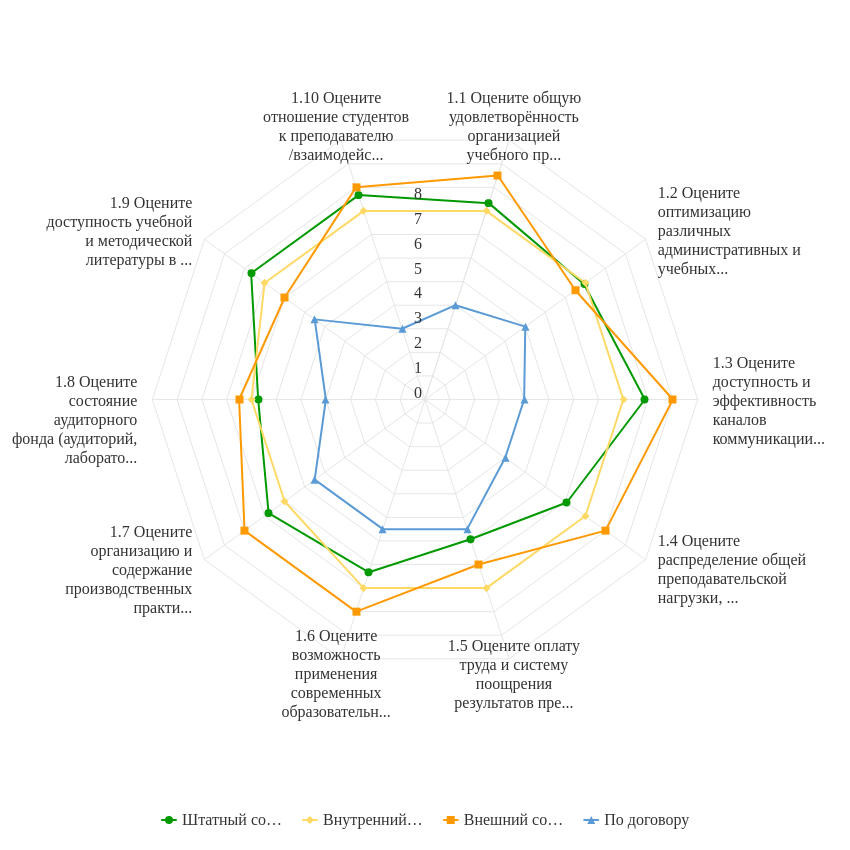 1.10 Оцените
отношение студентов
к преподавателю
/взаимодейс...
1.1 Оцените общую
удовлетворённость
организацией
учебного пр...
1.2 Оцените
оптимизацию
различных
административных и
учебных...
1.3 Оцените
доступность и
эффективность
каналов
коммуникации...
1.4 Оцените
распределение общей
преподавательской
нагрузки, ...
1.5 Оцените оплату
труда и систему
поощрения
результатов пре...
1.6 Оцените
возможность
применения
современных
образовательн...
1.7 Оцените
организацию и
содержание
производственных
практи...
1.8 Оцените
состояние
аудиторного
фонда (аудиторий,
лаборато...
1.9 Оцените
доступность учебной
и методической
литературы в ...
8
7
6
5
4
3
2
1
0
Штатный со…
Внутренний…
Внешний со…
По договору